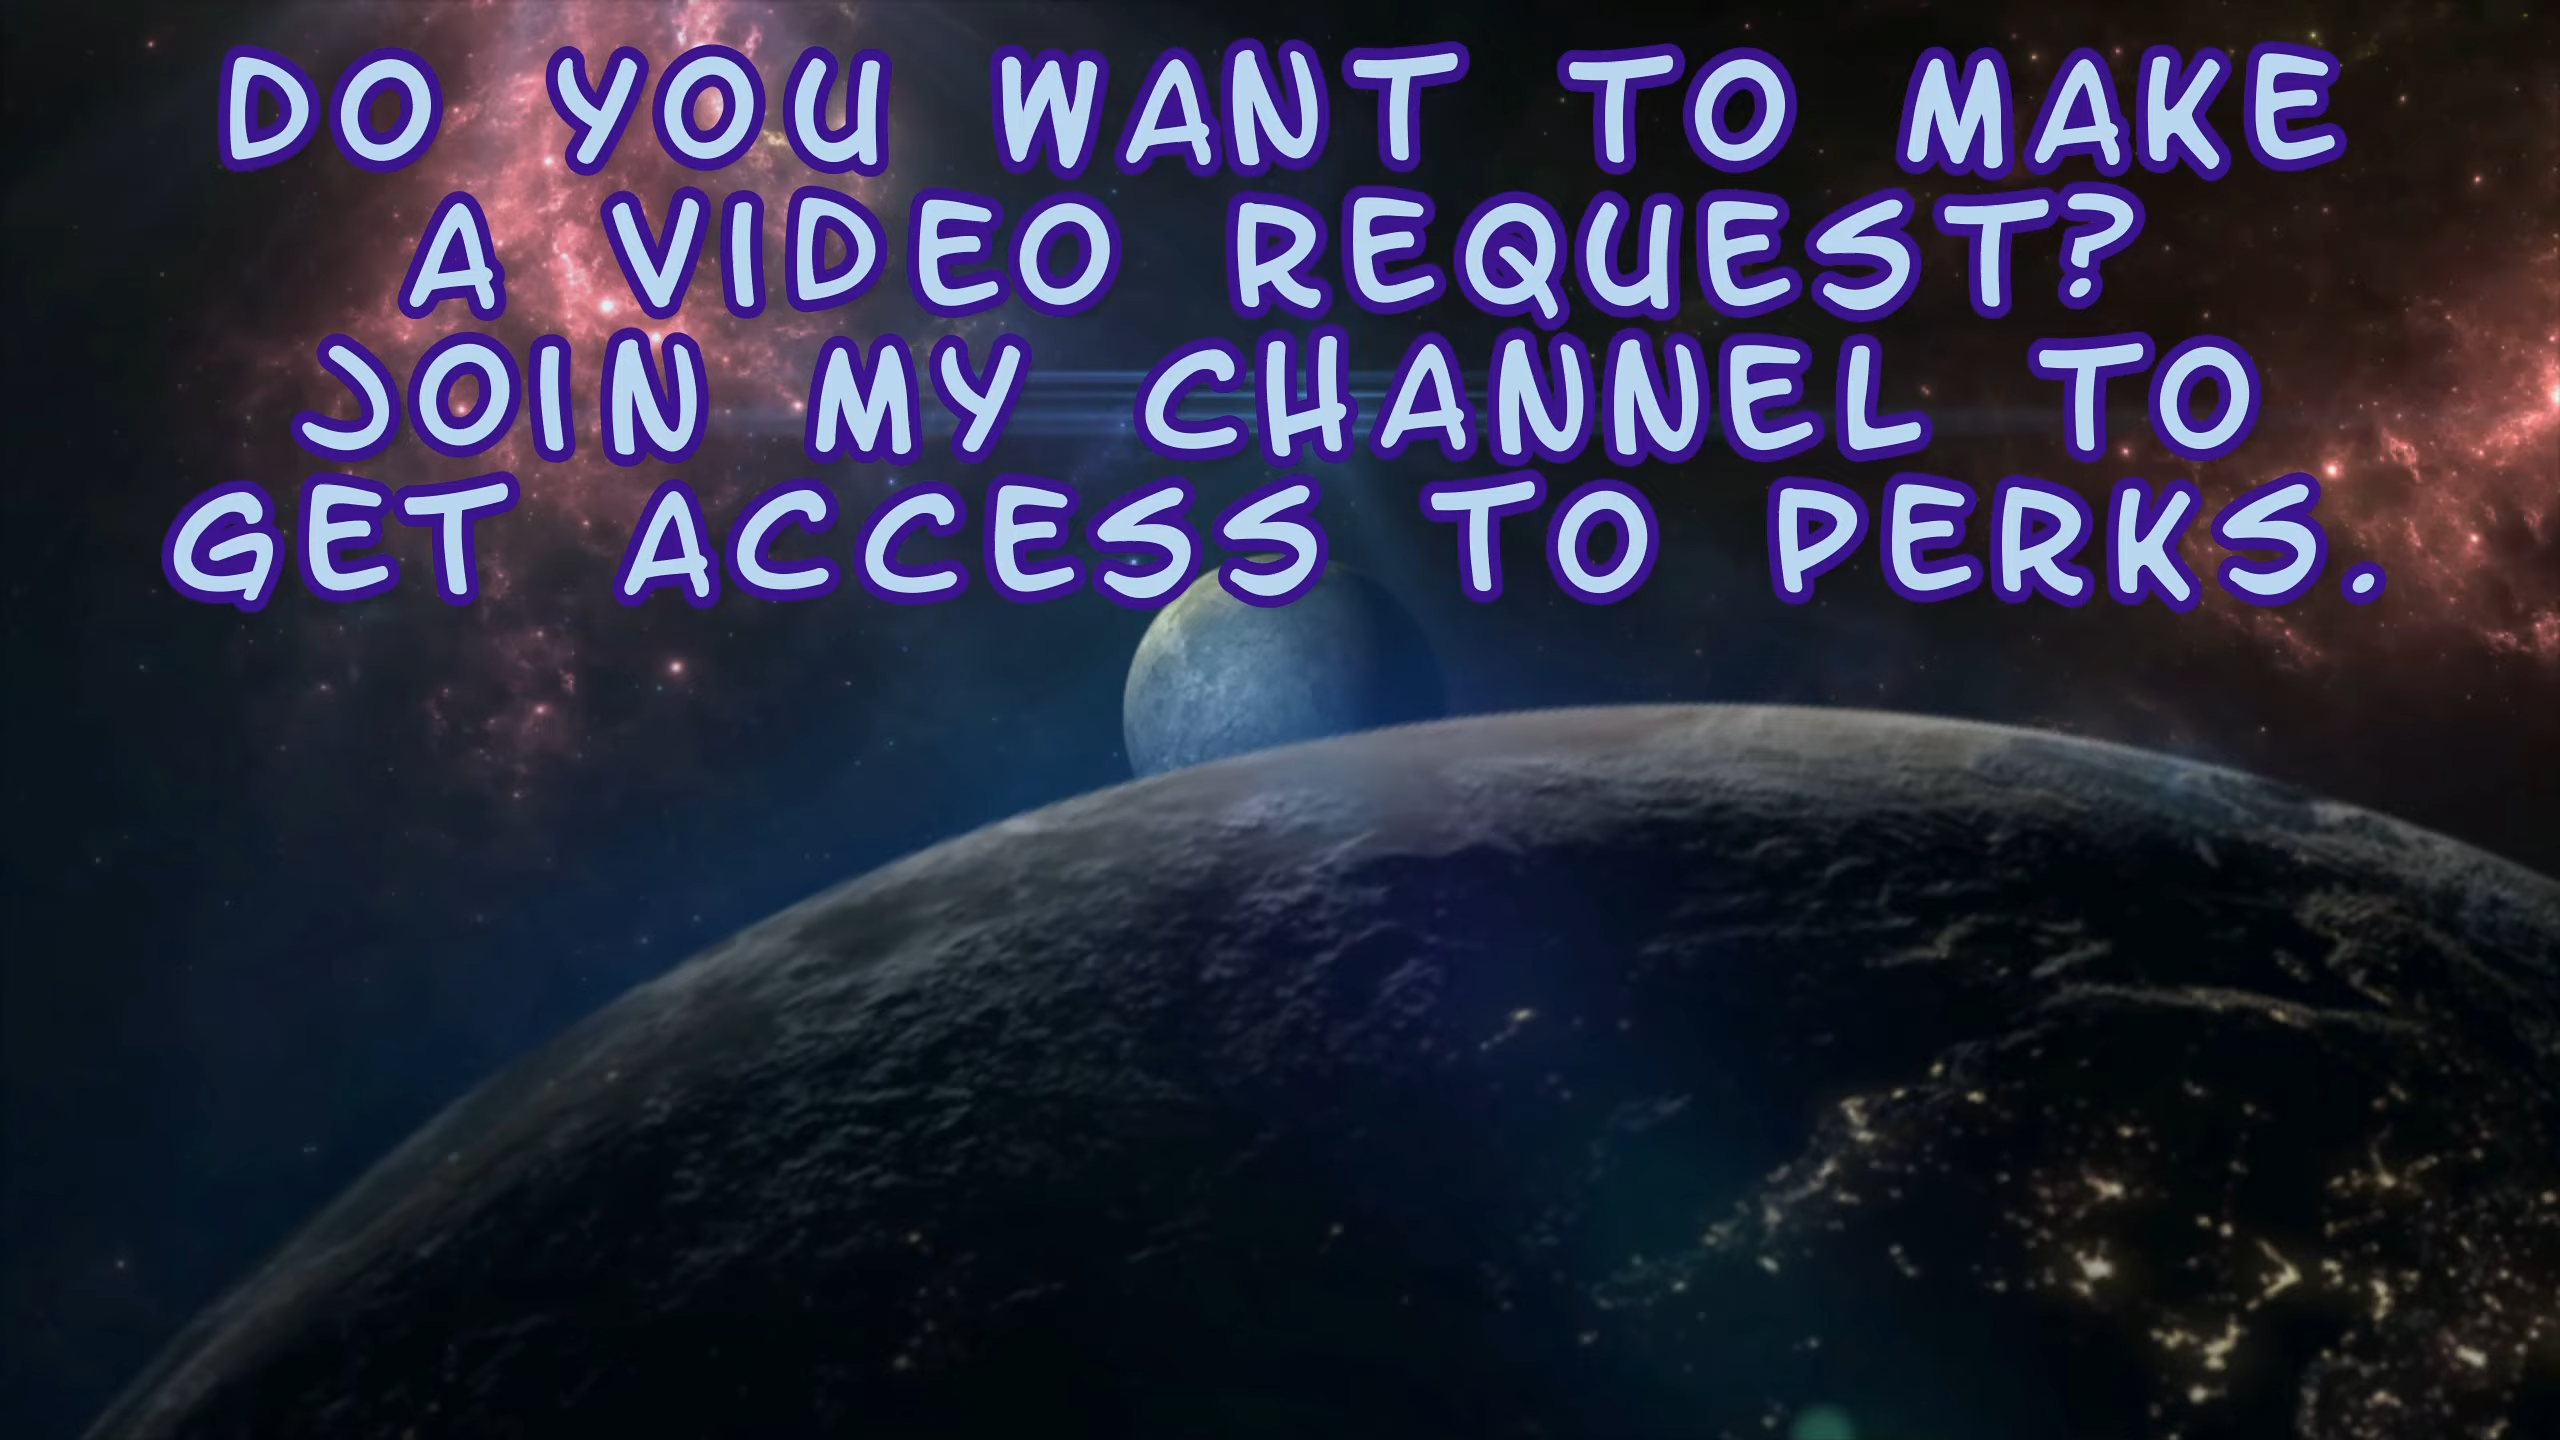 DO YOU WANT TO MAKE
A VIDEO REQUEST?
JOIN MY CHANNEL TO
GET ACCESS TO PERKS.